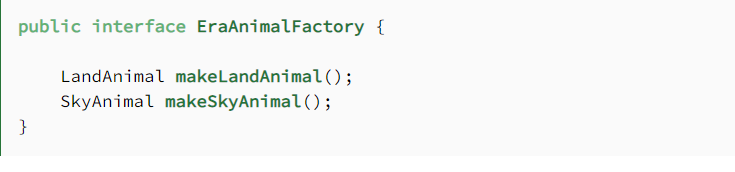 public interface EraAnimalFactory {
LandAnimal makeLandAnimal();
SkyAnimal makeSkyAnimal();
}